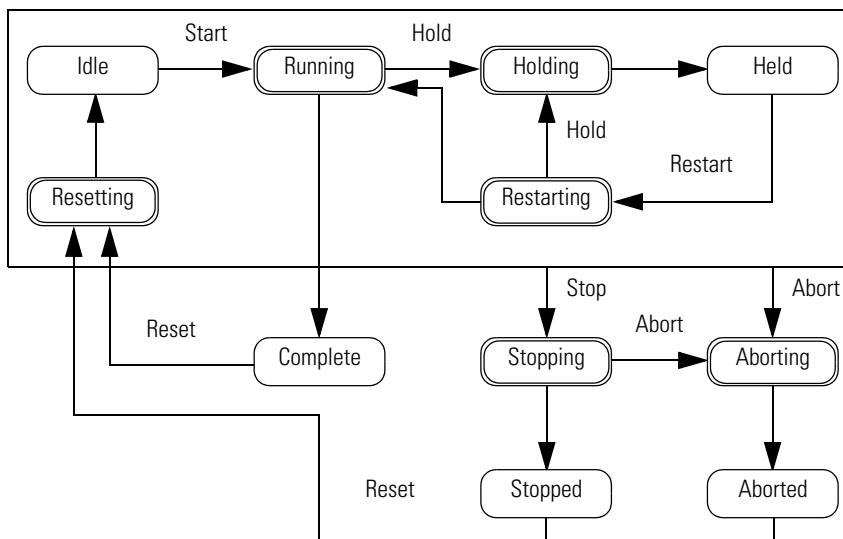 Start
Hold
Idle
Running
Holding
Held
Hold
Restart
Resetting
Restarting
Stop
Abort
Reset
Abort
Complete
Stopping
Aborting
Reset
Stopped
Aborted